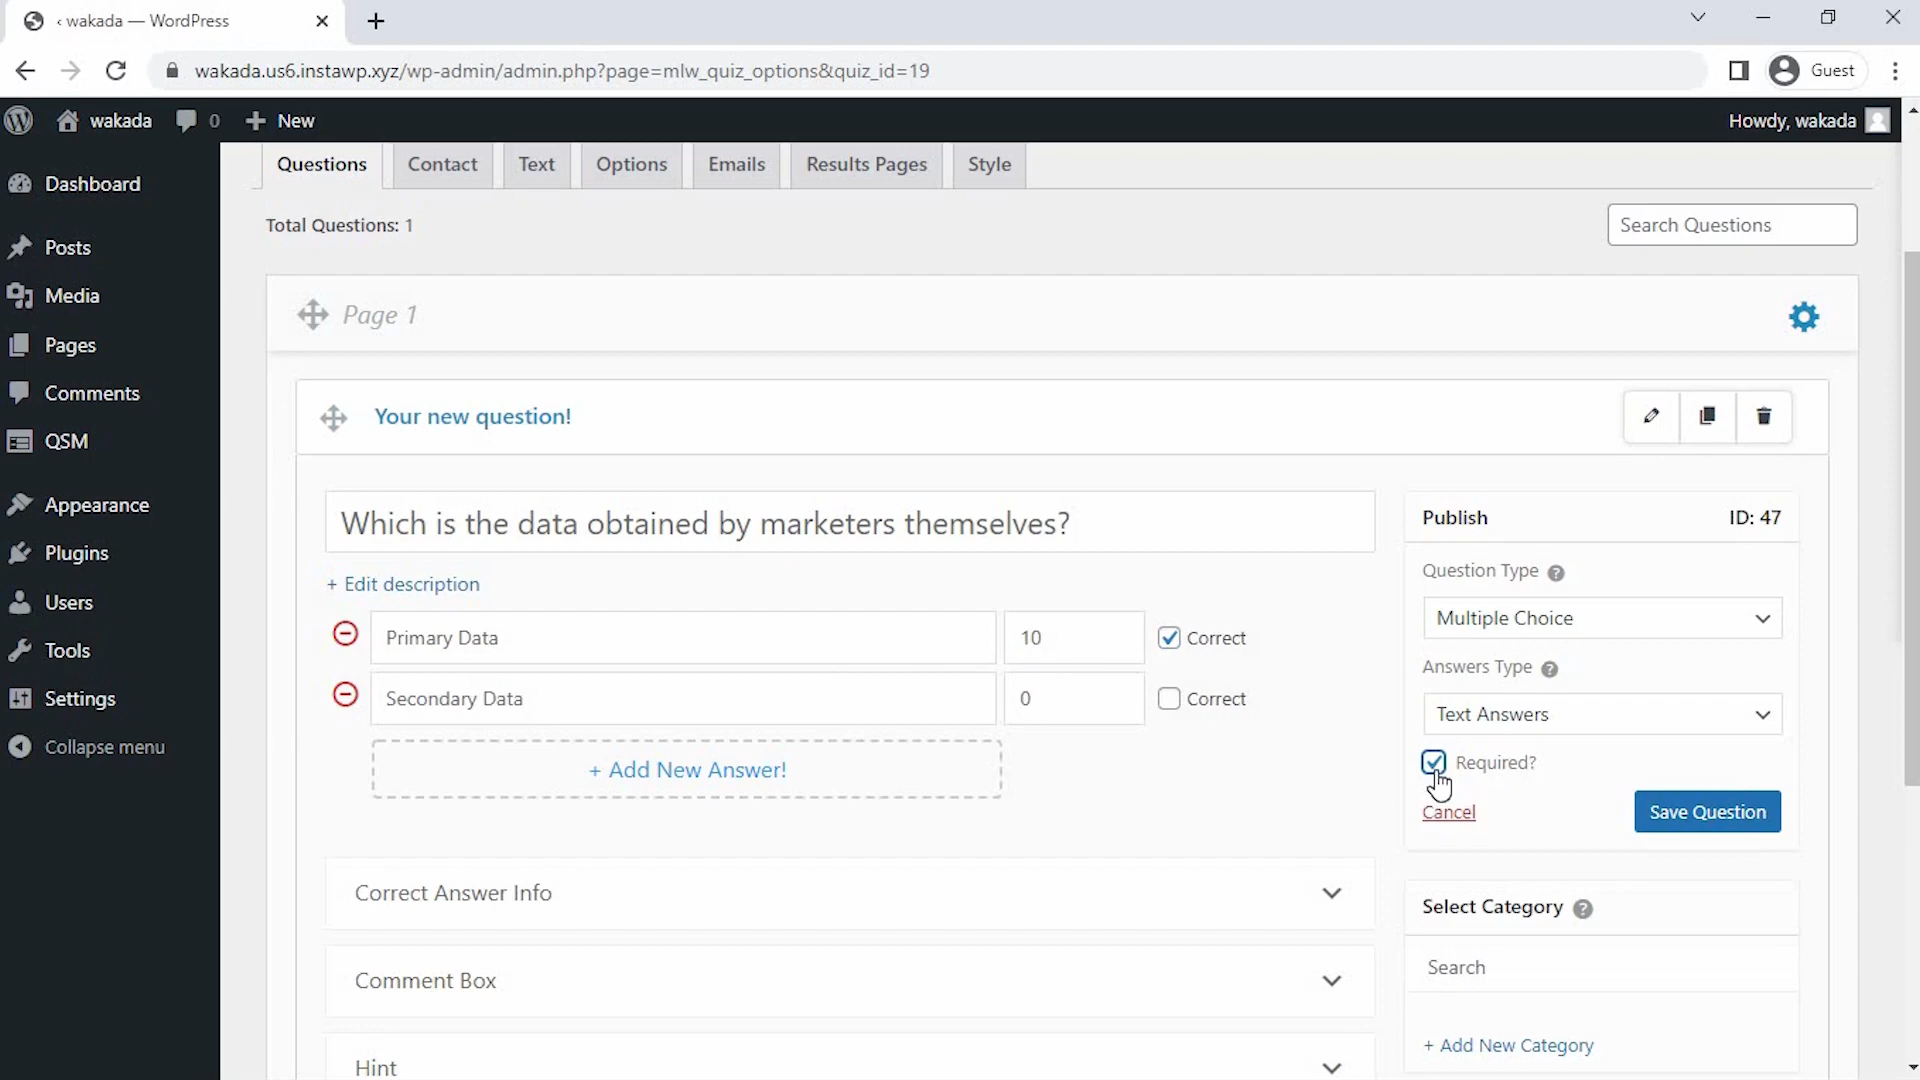 ‹ wakada — WordPress
wakada.us6.instawp.xyz/wp-admin/admin.php?page=mlw_quiz_options&quiz_id=19
Guest
wakada
0
New
Howdy, wakada
Dashboard
Posts
Media
Pages
Comments
QSM
Appearance
Plugins
Users
Tools
Settings
Collapse menu
Questions
Contact
Text
Options
Emails
Results Pages
Style
Total Questions: 1
Search Questions
Page 1
Your new question!
Which is the data obtained by marketers themselves?
+ Edit description
Primary Data
10
Correct
Secondary Data
0
Correct
+ Add New Answer!
Correct Answer Info
Comment Box
Hint
Publish
ID: 47
Question Type ?
Multiple Choice
Answers Type ?
Text Answers
Required?
Cancel
Save Question
Select Category ?
Search
+ Add New Category